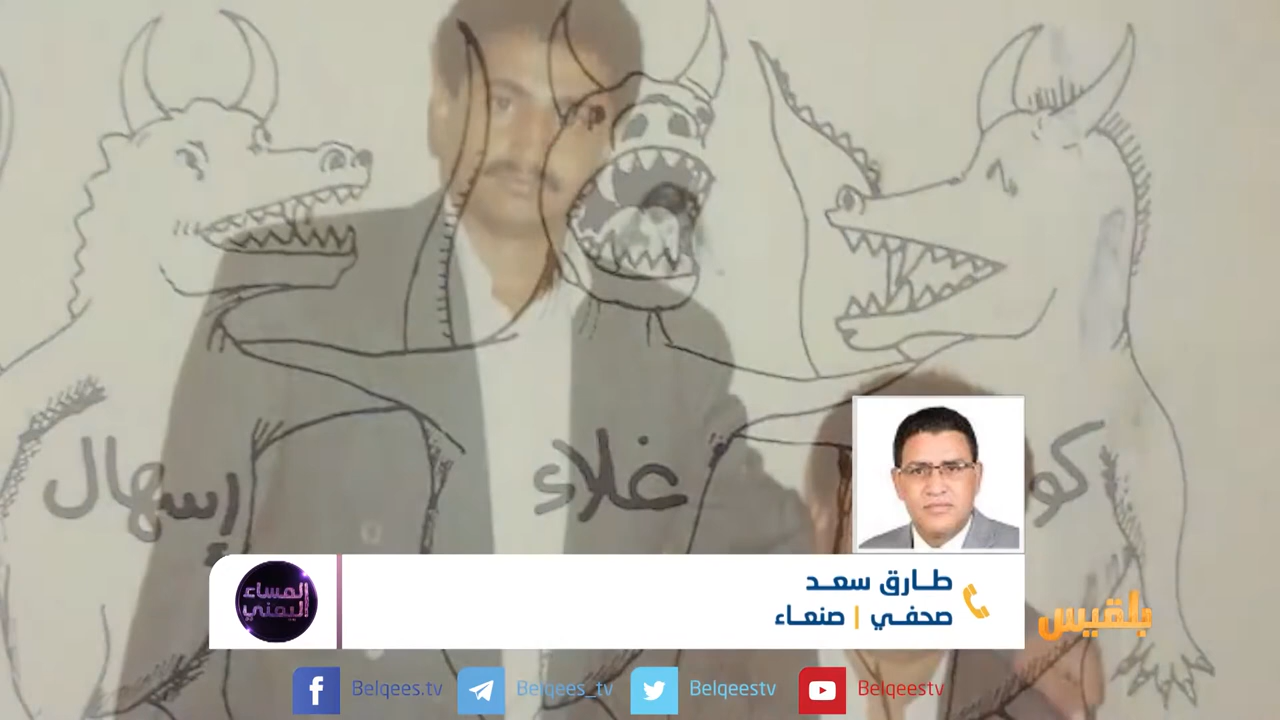 إسهال
غلاء
كو
المساء
اليمني
طارق سعد
صحفي | صنعاء
بلقيس
Belqees.tv
Belqees_tv
Belqeestv
Belqeestv